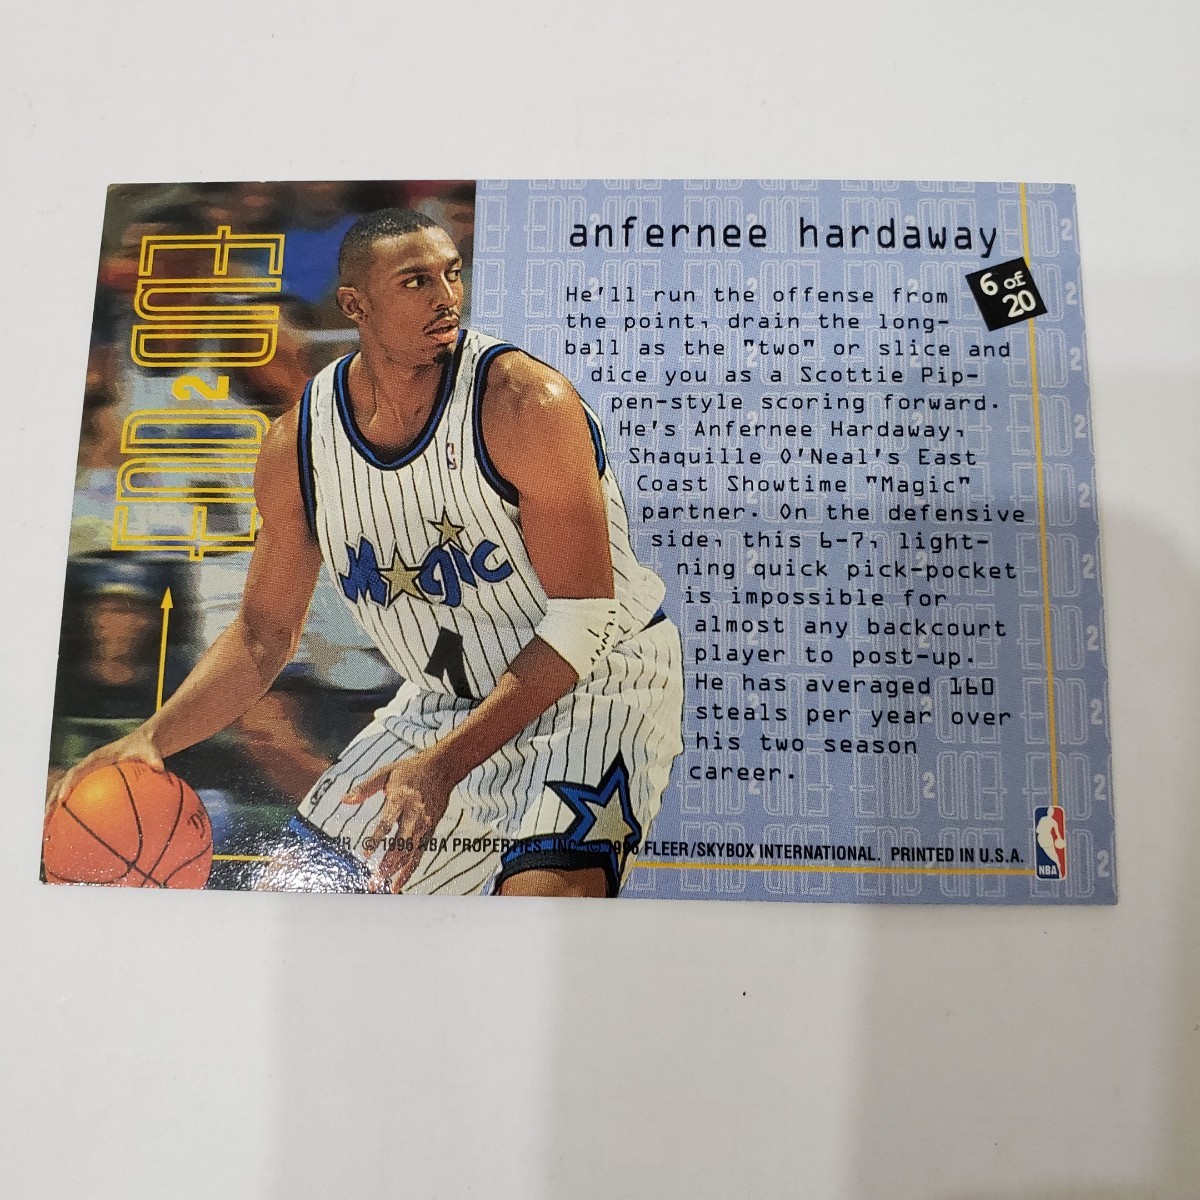 END 2 ONE
anfernee hardaway
6 of
20
He'll run the offense from
the point, drain the long-
ball as the "two" or slice and
dice you as a Scottie Pip-
pen-style scoring forward.
He's Anfernee Hardaway,
Shaquille O'Neal's East
Coast Showtime "Magic"
partner. On the defensive
side, this 6-7, light-
ning quick pick-pocket
is impossible for
almost any backcourt
player to post-up.
He has averaged 160
steals per year over
his two season
career.
Magic
1
PENNY
© 1996 NBA PROPERTIES, INC. © 1996 FLEER/SKYBOX INTERNATIONAL. PRINTED IN U.S.A.
NBA